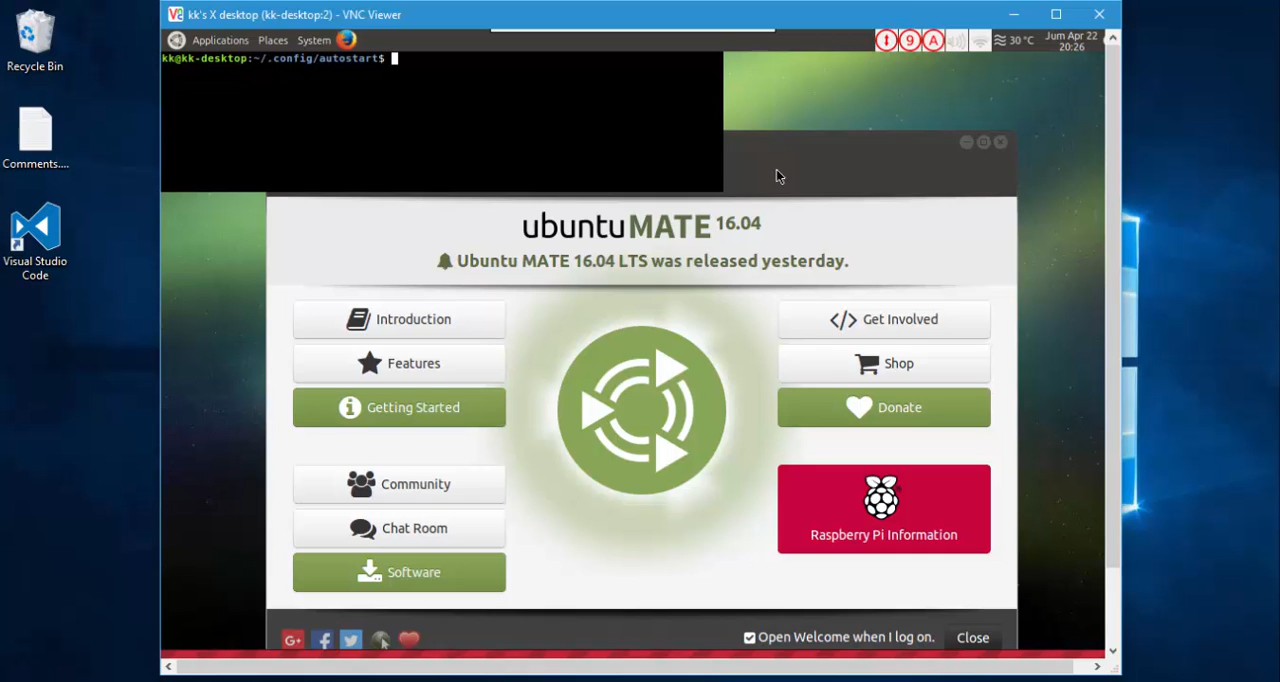 kk's X desktop (kk-desktop:2) - VNC Viewer
Recycle Bin
Comments....
Visual Studio
Code
Applications Places System
9 A 30 °C Jum Apr 22
20:26
kk@kk-desktop:~/.config/autostart$
ubuntu MATE 16.04
Ubuntu MATE 16.04 LTS was released yesterday.
Introduction
Features
Getting Started
Community
Chat Room
Software
Get Involved
Shop
Donate
Raspberry Pi Information
G+
Open Welcome when I log on.
Close